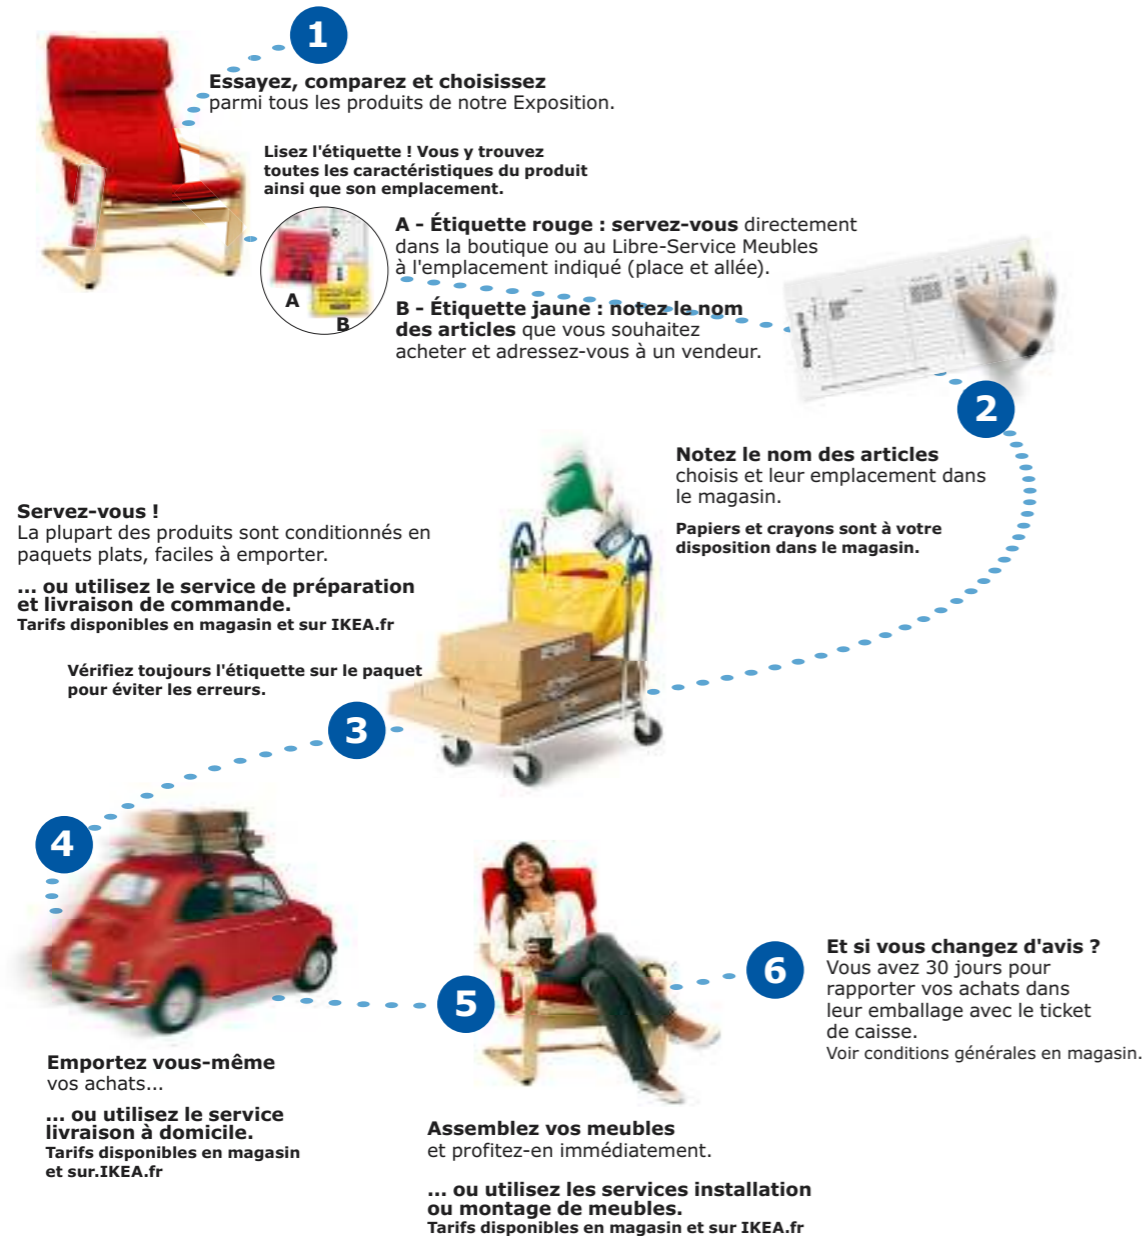 1
Essayez, comparez et choisissez
parmi tous les produits de notre Exposition.
Lisez l'étiquette ! Vous y trouvez
toutes les caractéristiques du produit
ainsi que son emplacement.
A - Étiquette rouge : servez-vous directement
dans la boutique ou au Libre-Service Meubles
à l'emplacement indiqué (place et allée).
A
B
B - Étiquette jaune : notez le nom
des articles que vous souhaitez
acheter et adressez-vous à un vendeur.
2
Notez le nom des articles
choisis et leur emplacement dans
le magasin.
Papiers et crayons sont à votre
disposition dans le magasin.
Servez-vous !
La plupart des produits sont conditionnés en
paquets plats, faciles à emporter.
... ou utilisez le service de préparation
et livraison de commande.
Tarifs disponibles en magasin et sur IKEA.fr
Vérifiez toujours l'étiquette sur le paquet
pour éviter les erreurs.
3
4
Emportez vous-même
vos achats...
... ou utilisez le service
livraison à domicile.
Tarifs disponibles en magasin
et sur.IKEA.fr
5
Assemblez vos meubles
et profitez-en immédiatement.
... ou utilisez les services installation
ou montage de meubles.
Tarifs disponibles en magasin et sur IKEA.fr
6
Et si vous changez d'avis ?
Vous avez 30 jours pour
rapporter vos achats dans
leur emballage avec le ticket
de caisse.
Voir conditions générales en magasin.